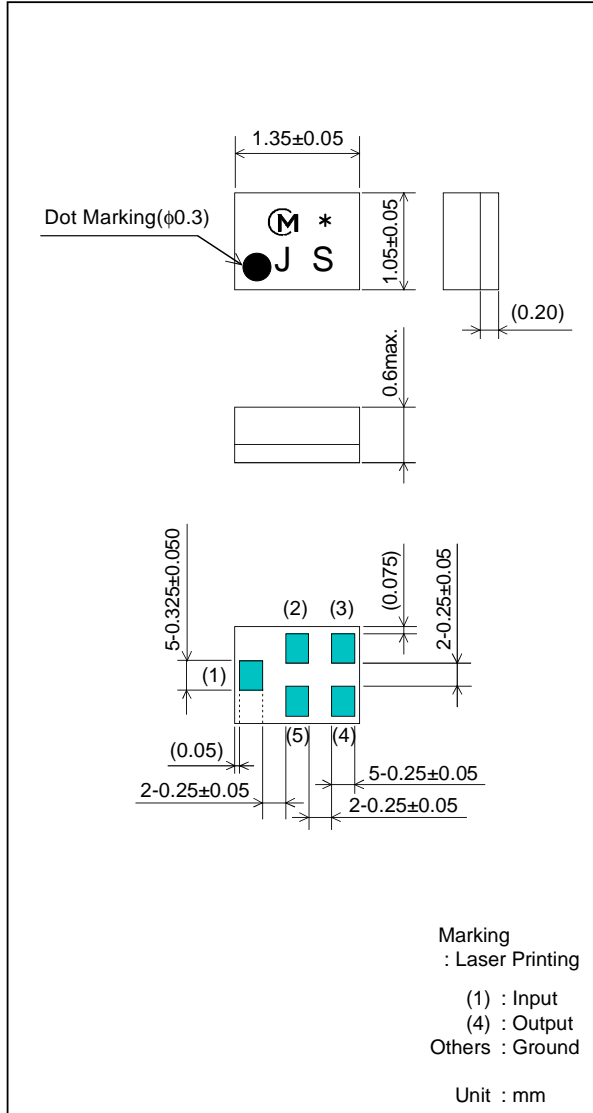 1.35±0.05
Dot Marking(ϕ0.3)
M *
J S
1.05±0.05
(0.20)
0.6max.
5-0.325±0.050
(0.075)
2-0.25±0.05
(2) (3)
(1)
(5) (4)
(0.05)
5-0.25±0.05
2-0.25±0.05
2-0.25±0.05
Marking
: Laser Printing
(1) : Input
(4) : Output
Others : Ground
Unit : mm